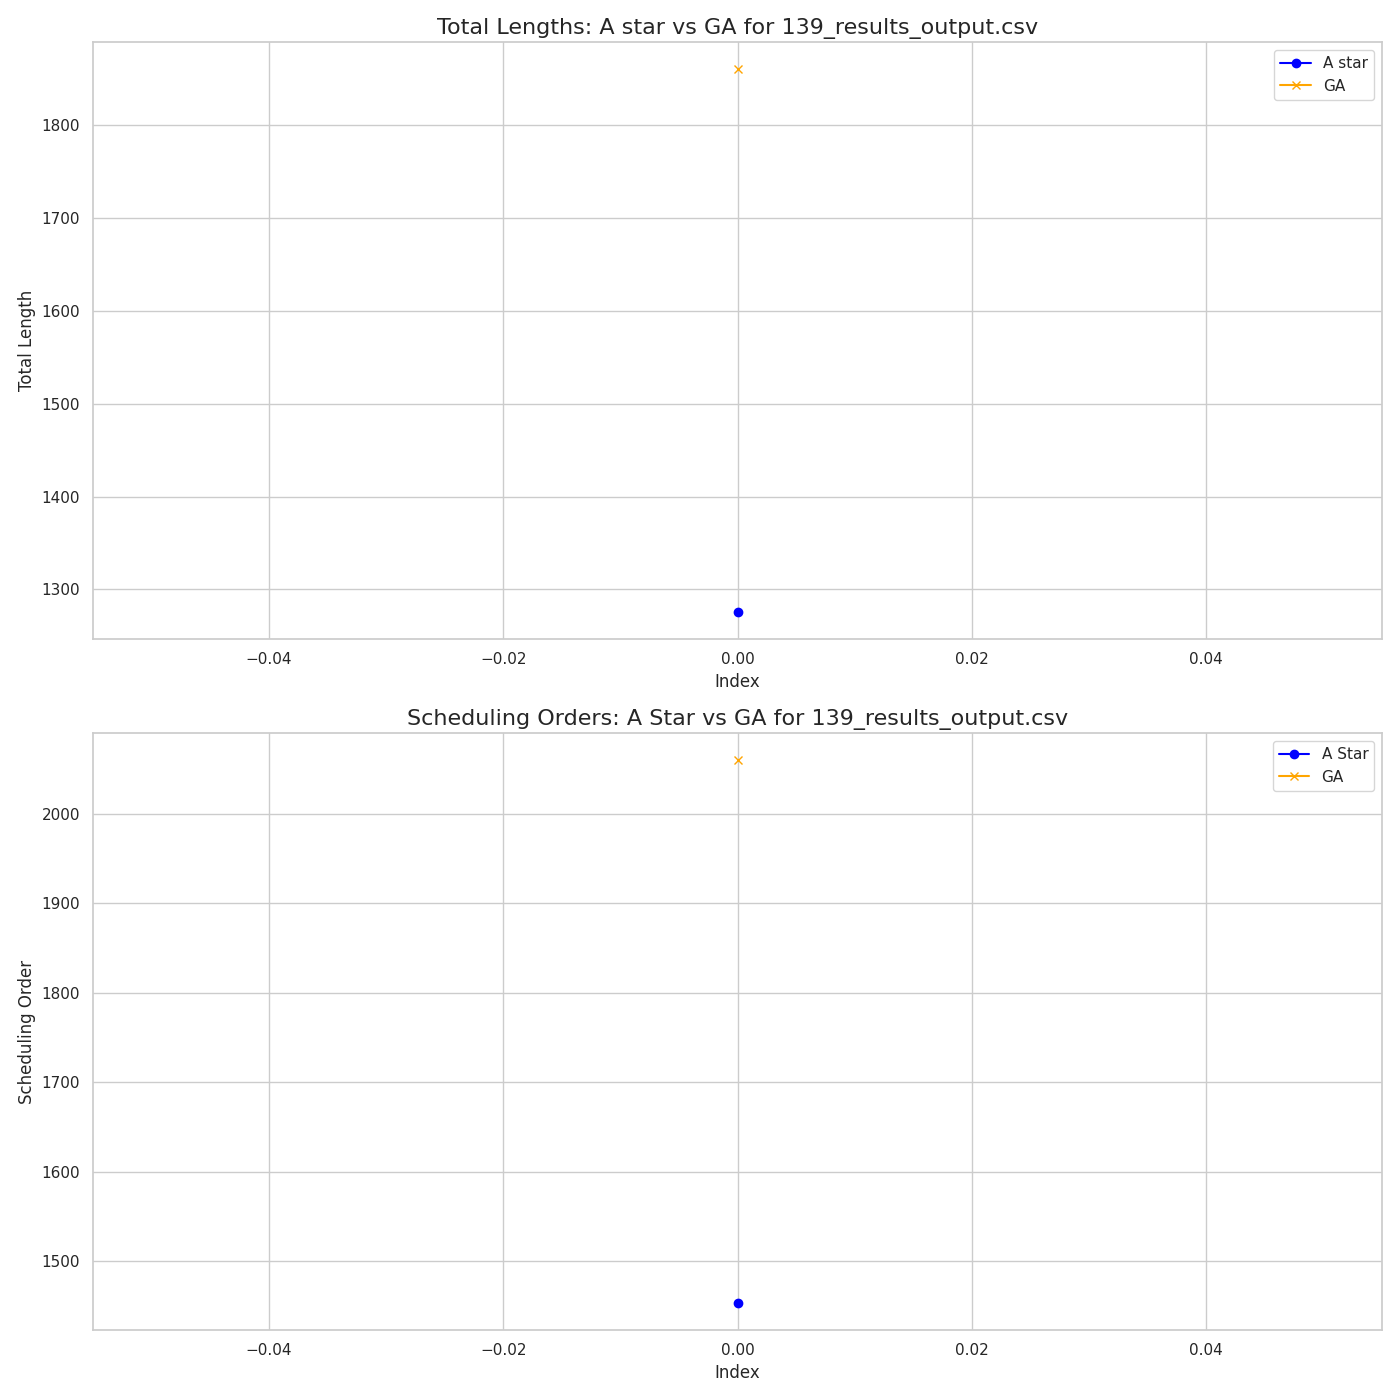 Total Lengths: A star vs GA for 139_results_output.csv
A star
GA
1800
1700
1600
1500
1400
1300
Total Length
−0.04
−0.02
0.00
0.02
0.04
Index
Scheduling Orders: A Star vs GA for 139_results_output.csv
A Star
GA
2000
1900
1800
1700
1600
1500
Scheduling Order
−0.04
−0.02
0.00
0.02
0.04
Index